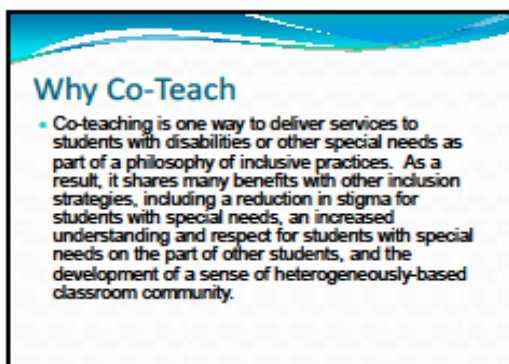 Why Co-Teach
• Co-teaching is one way to deliver services to
students with disabilities or other special needs as
part of a philosophy of inclusive practices.  As a
result, it shares many benefits with other inclusion
strategies, including a reduction in stigma for
students with special needs, an increased
understanding and respect for students with special
needs on the part of other students, and the
development of a sense of heterogeneously-based
classroom community.